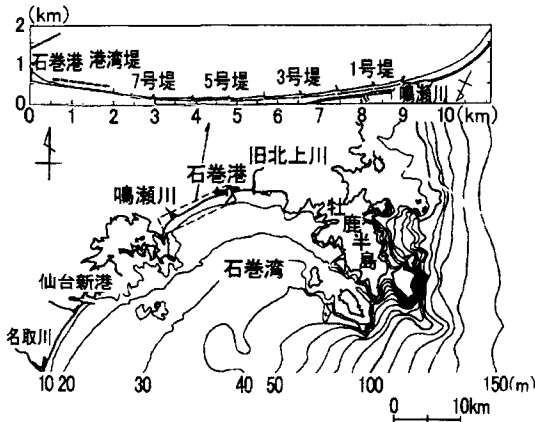 (km)
2
1
0
石巻港 港湾堤 7号堤 5号堤 3号堤 1号堤
鳴瀬川
0 1 2 3 4 5 6 7 8 9 10(km)
旧北上川
石巻港
鳴瀬川
牡鹿半島
石巻湾
仙台新港
名取川
10 20 30 40 50 100 150(m)
0 10km